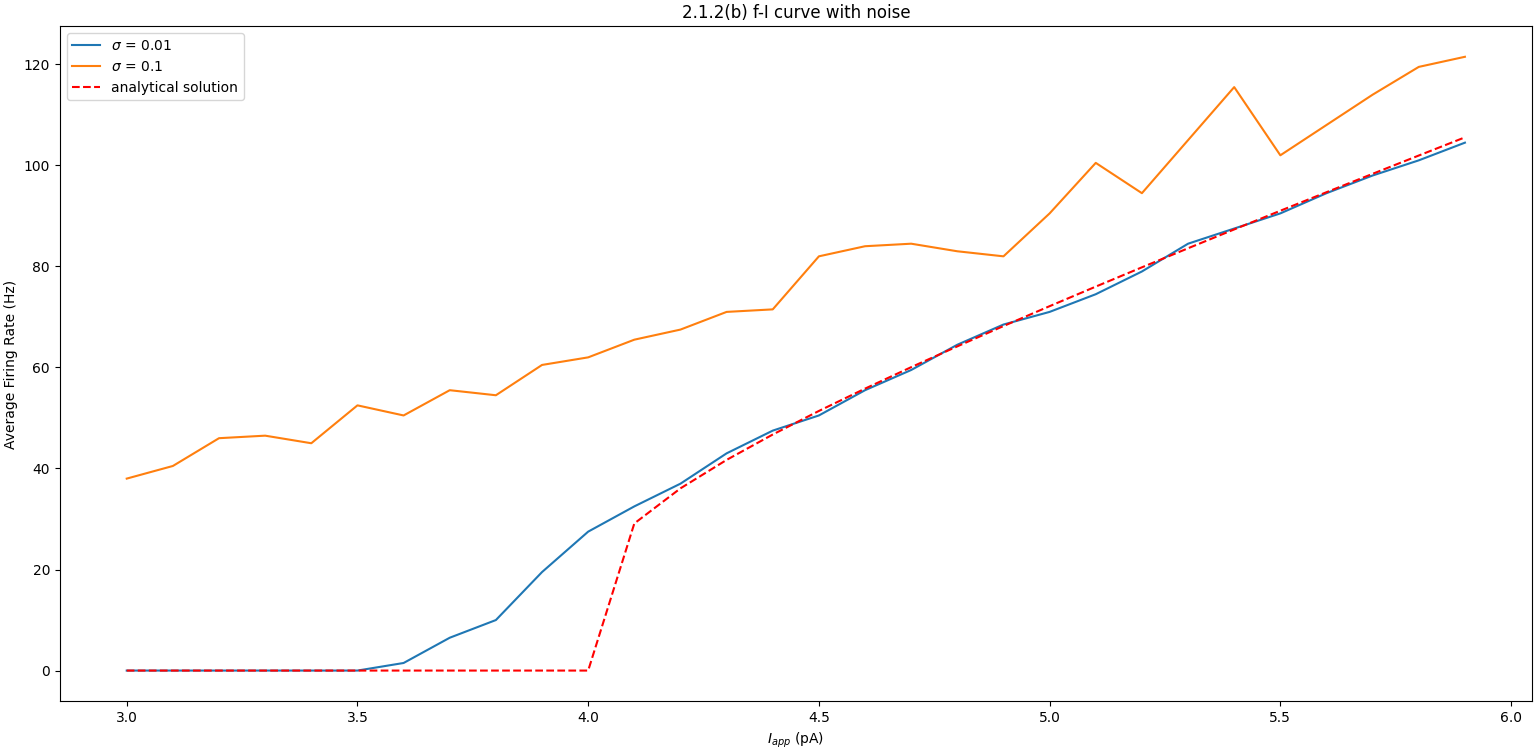 2.1.2(b) f-I curve with noise
σ = 0.01
σ = 0.1
analytical solution
120
100
80
60
40
20
0
Average Firing Rate (Hz)
3.0 3.5 4.0 4.5 5.0 5.5 6.0
I_app (pA)